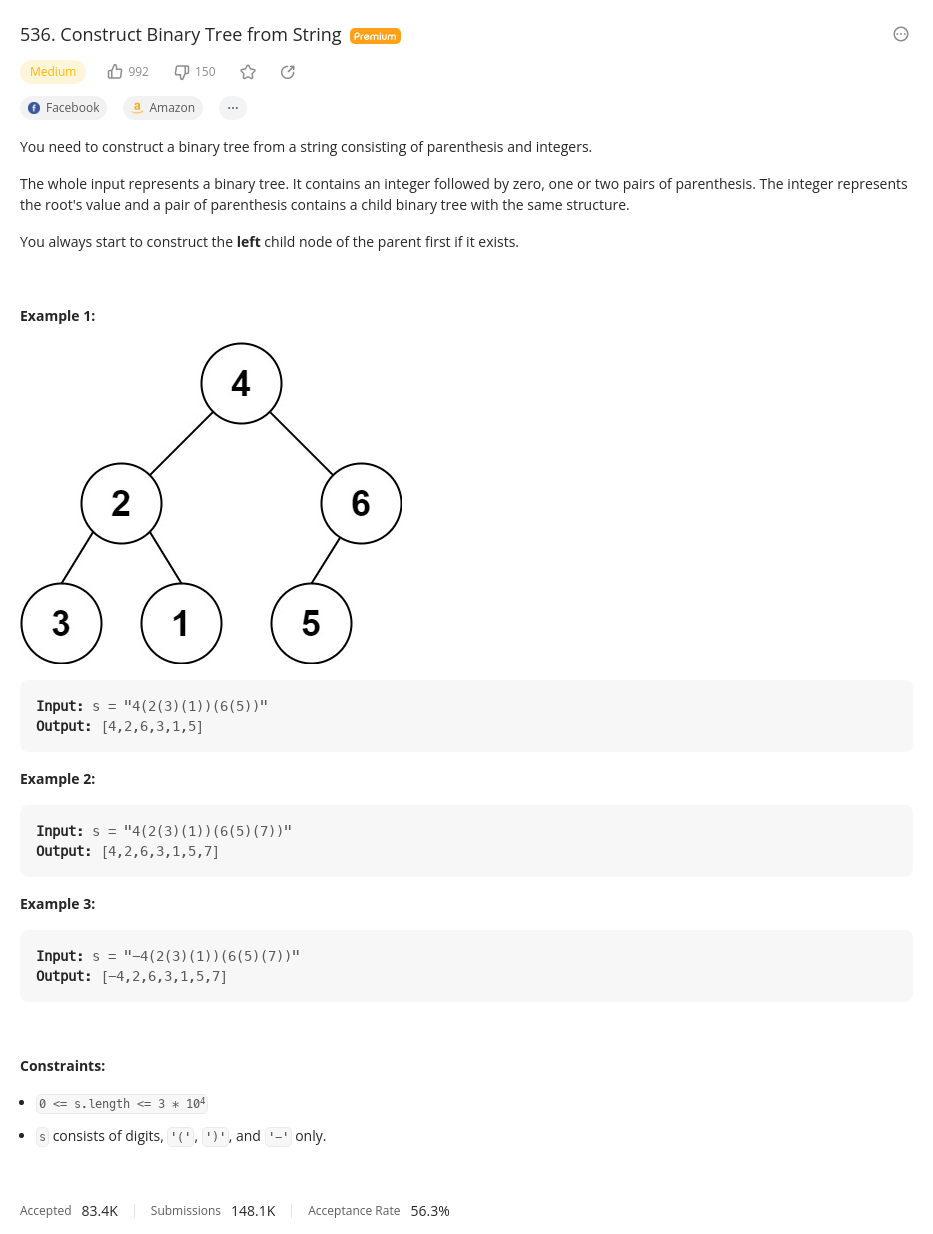 536. Construct Binary Tree from String Premium
Medium 992 150
Facebook a Amazon ...
You need to construct a binary tree from a string consisting of parenthesis and integers.
The whole input represents a binary tree. It contains an integer followed by zero, one or two pairs of parenthesis. The integer represents
the root's value and a pair of parenthesis contains a child binary tree with the same structure.
You always start to construct the left child node of the parent first if it exists.
Example 1:
4
2 6
3 1 5
Input: s = "4(2(3)(1))(6(5))"
Output: [4,2,6,3,1,5]
Example 2:
Input: s = "4(2(3)(1))(6(5)(7))"
Output: [4,2,6,3,1,5,7]
Example 3:
Input: s = "-4(2(3)(1))(6(5)(7))"
Output: [-4,2,6,3,1,5,7]
Constraints:
• 0 <= s.length <= 3 * 10⁴
• s consists of digits, '(', ')', and '-' only.
Accepted 83.4K Submissions 148.1K Acceptance Rate 56.3%